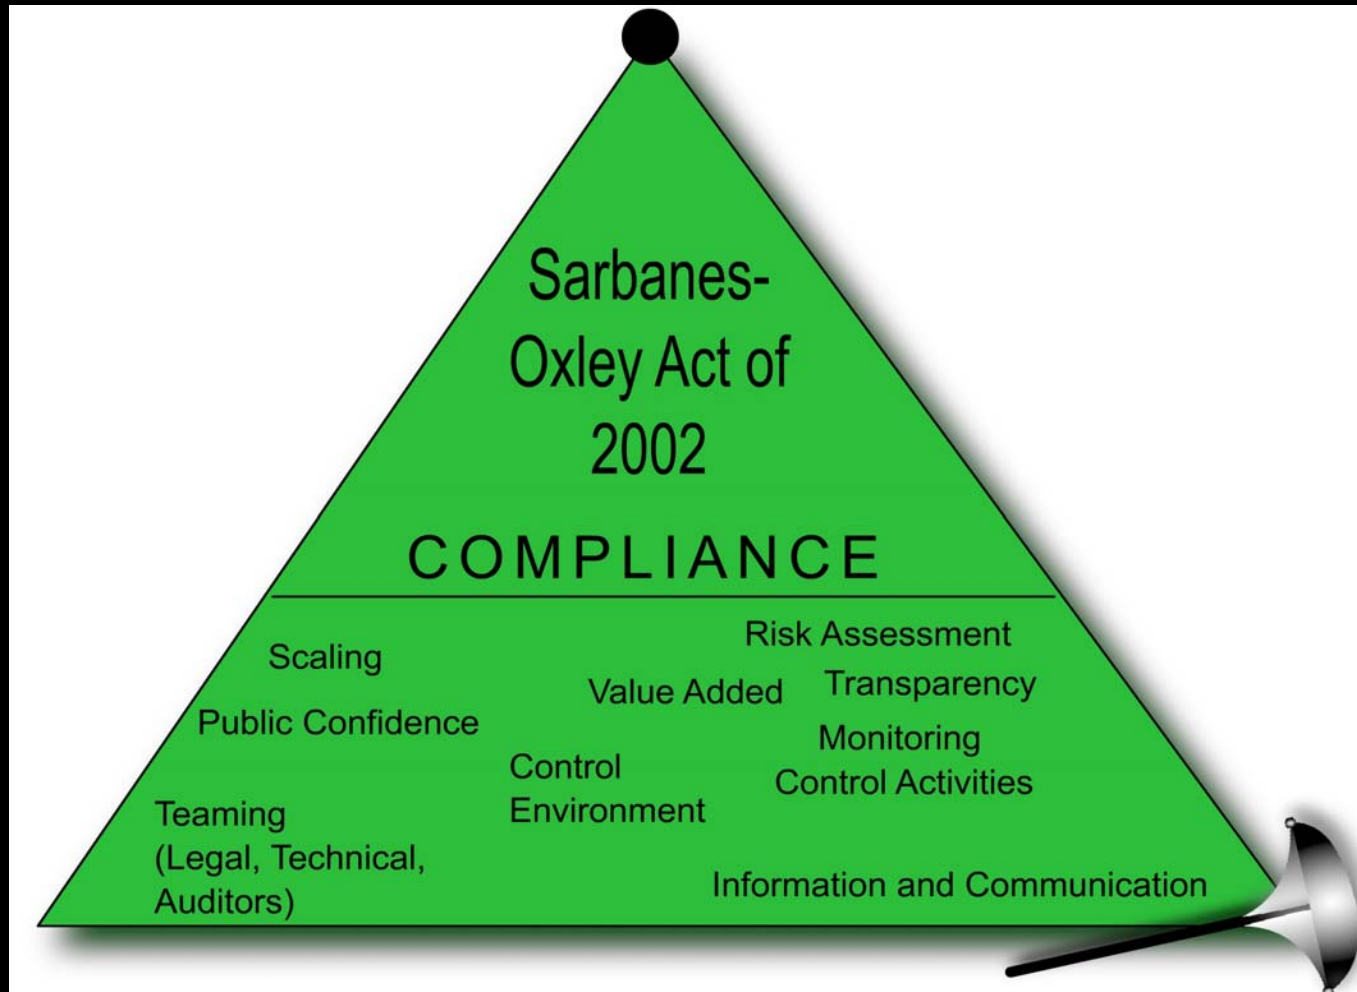 Sarbanes-
Oxley Act of
2002
COMPLIANCE
Risk Assessment
Scaling
Value Added
Transparency
Public Confidence
Monitoring
Control
Environment
Control Activities
Teaming
(Legal, Technical,
Auditors)
Information and Communication